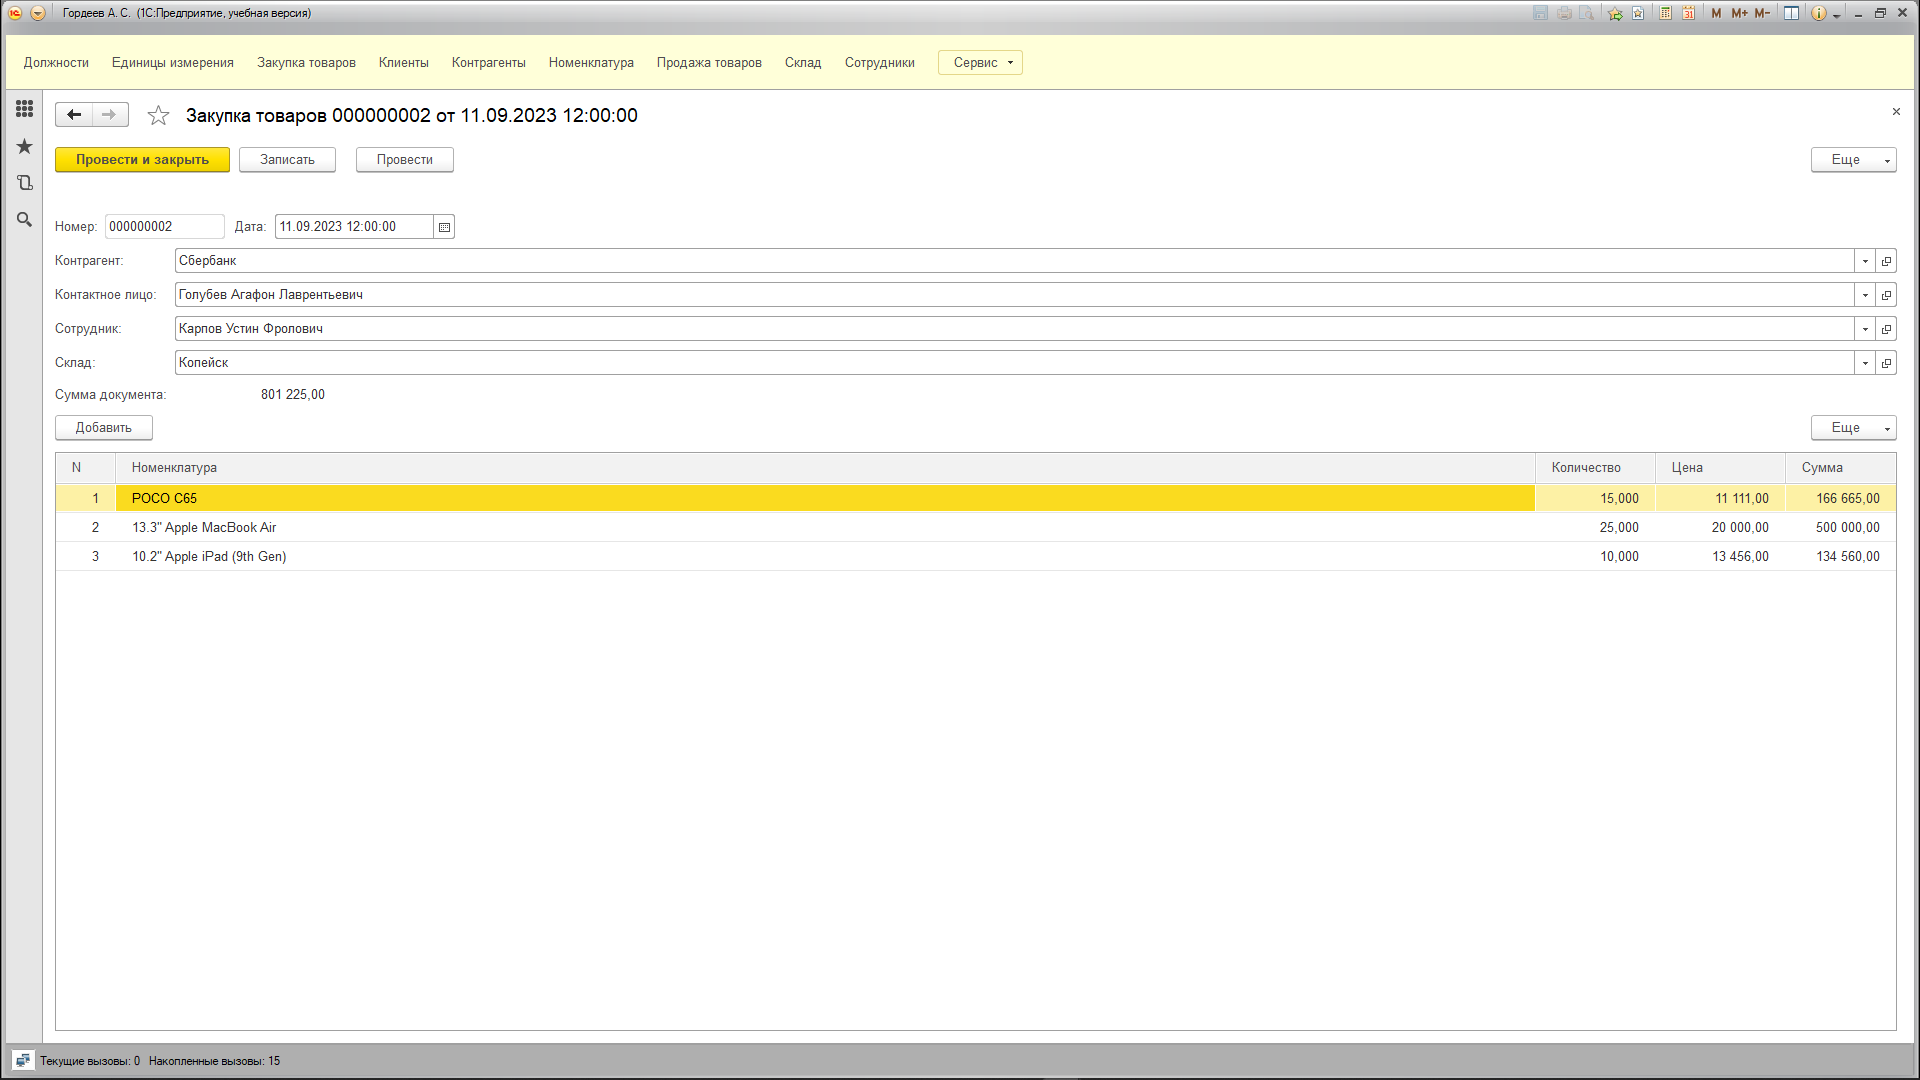 Гордеев А. С. (1С:Предприятие, учебная версия)
M M+ M-
Должности Единицы измерения Закупка товаров Клиенты Контрагенты Номенклатура Продажа товаров Склад Сотрудники Сервис
Закупка товаров 000000002 от 11.09.2023 12:00:00
Провести и закрыть Записать Провести Еще
Номер: 000000002 Дата: 11.09.2023 12:00:00
Контрагент: Сбербанк
Контактное лицо: Голубев Агафон Лаврентьевич
Сотрудник: Карпов Устин Фролович
Склад: Копейск
Сумма документа: 801 225,00
Добавить Еще
N Номенклатура Количество Цена Сумма
1 POCO C65 15,000 11 111,00 166 665,00
2 13.3" Apple MacBook Air 25,000 20 000,00 500 000,00
3 10.2" Apple iPad (9th Gen) 10,000 13 456,00 134 560,00
Текущие вызовы: 0 Накопленные вызовы: 15